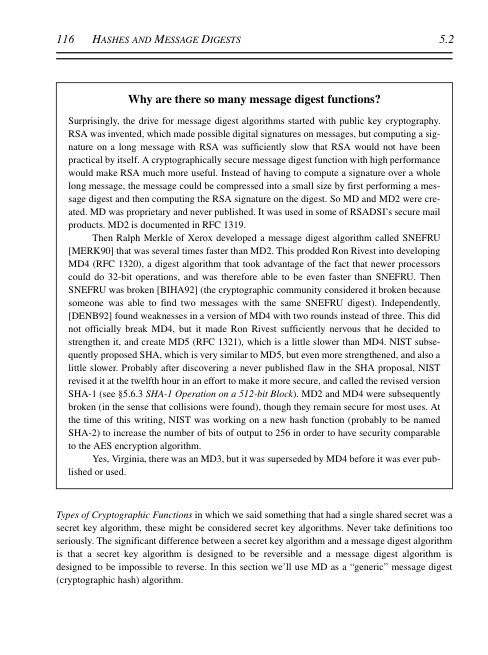 116 HASHES AND MESSAGE DIGESTS 5.2
Why are there so many message digest functions?
Surprisingly, the drive for message digest algorithms started with public key cryptography.
RSA was invented, which made possible digital signatures on messages, but computing a sig-
nature on a long message with RSA was sufficiently slow that RSA would not have been
practical by itself. A cryptographically secure message digest function with high performance
would make RSA much more useful. Instead of having to compute a signature over a whole
long message, the message could be compressed into a small size by first performing a mes-
sage digest and then computing the RSA signature on the digest. So MD and MD2 were cre-
ated. MD was proprietary and never published. It was used in some of RSADSI's secure mail
products. MD2 is documented in RFC 1319.
Then Ralph Merkle of Xerox developed a message digest algorithm called SNEFRU
[MERK90] that was several times faster than MD2. This prodded Ron Rivest into developing
MD4 (RFC 1320), a digest algorithm that took advantage of the fact that newer processors
could do 32-bit operations, and was therefore able to be even faster than SNEFRU. Then
SNEFRU was broken [BIHA92] (the cryptographic community considered it broken because
someone was able to find two messages with the same SNEFRU digest). Independently,
[DENB92] found weaknesses in a version of MD4 with two rounds instead of three. This did
not officially break MD4, but it made Ron Rivest sufficiently nervous that he decided to
strengthen it, and create MD5 (RFC 1321), which is a little slower than MD4. NIST subse-
quently proposed SHA, which is very similar to MD5, but even more strengthened, and also a
little slower. Probably after discovering a never published flaw in the SHA proposal, NIST
revised it at the twelfth hour in an effort to make it more secure, and called the revised version
SHA-1 (see §5.6.3 SHA-1 Operation on a 512-bit Block). MD2 and MD4 were subsequently
broken (in the sense that collisions were found), though they remain secure for most uses. At
the time of this writing, NIST was working on a new hash function (probably to be named
SHA-2) to increase the number of bits of output to 256 in order to have security comparable
to the AES encryption algorithm.
Yes, Virginia, there was an MD3, but it was superseded by MD4 before it was ever pub-
lished or used.
Types of Cryptographic Functions in which we said something that had a single shared secret was a
secret key algorithm, these might be considered secret key algorithms. Never take definitions too
seriously. The significant difference between a secret key algorithm and a message digest algorithm
is that a secret key algorithm is designed to be reversible and a message digest algorithm is
designed to be impossible to reverse. In this section we'll use MD as a “generic” message digest
(cryptographic hash) algorithm.